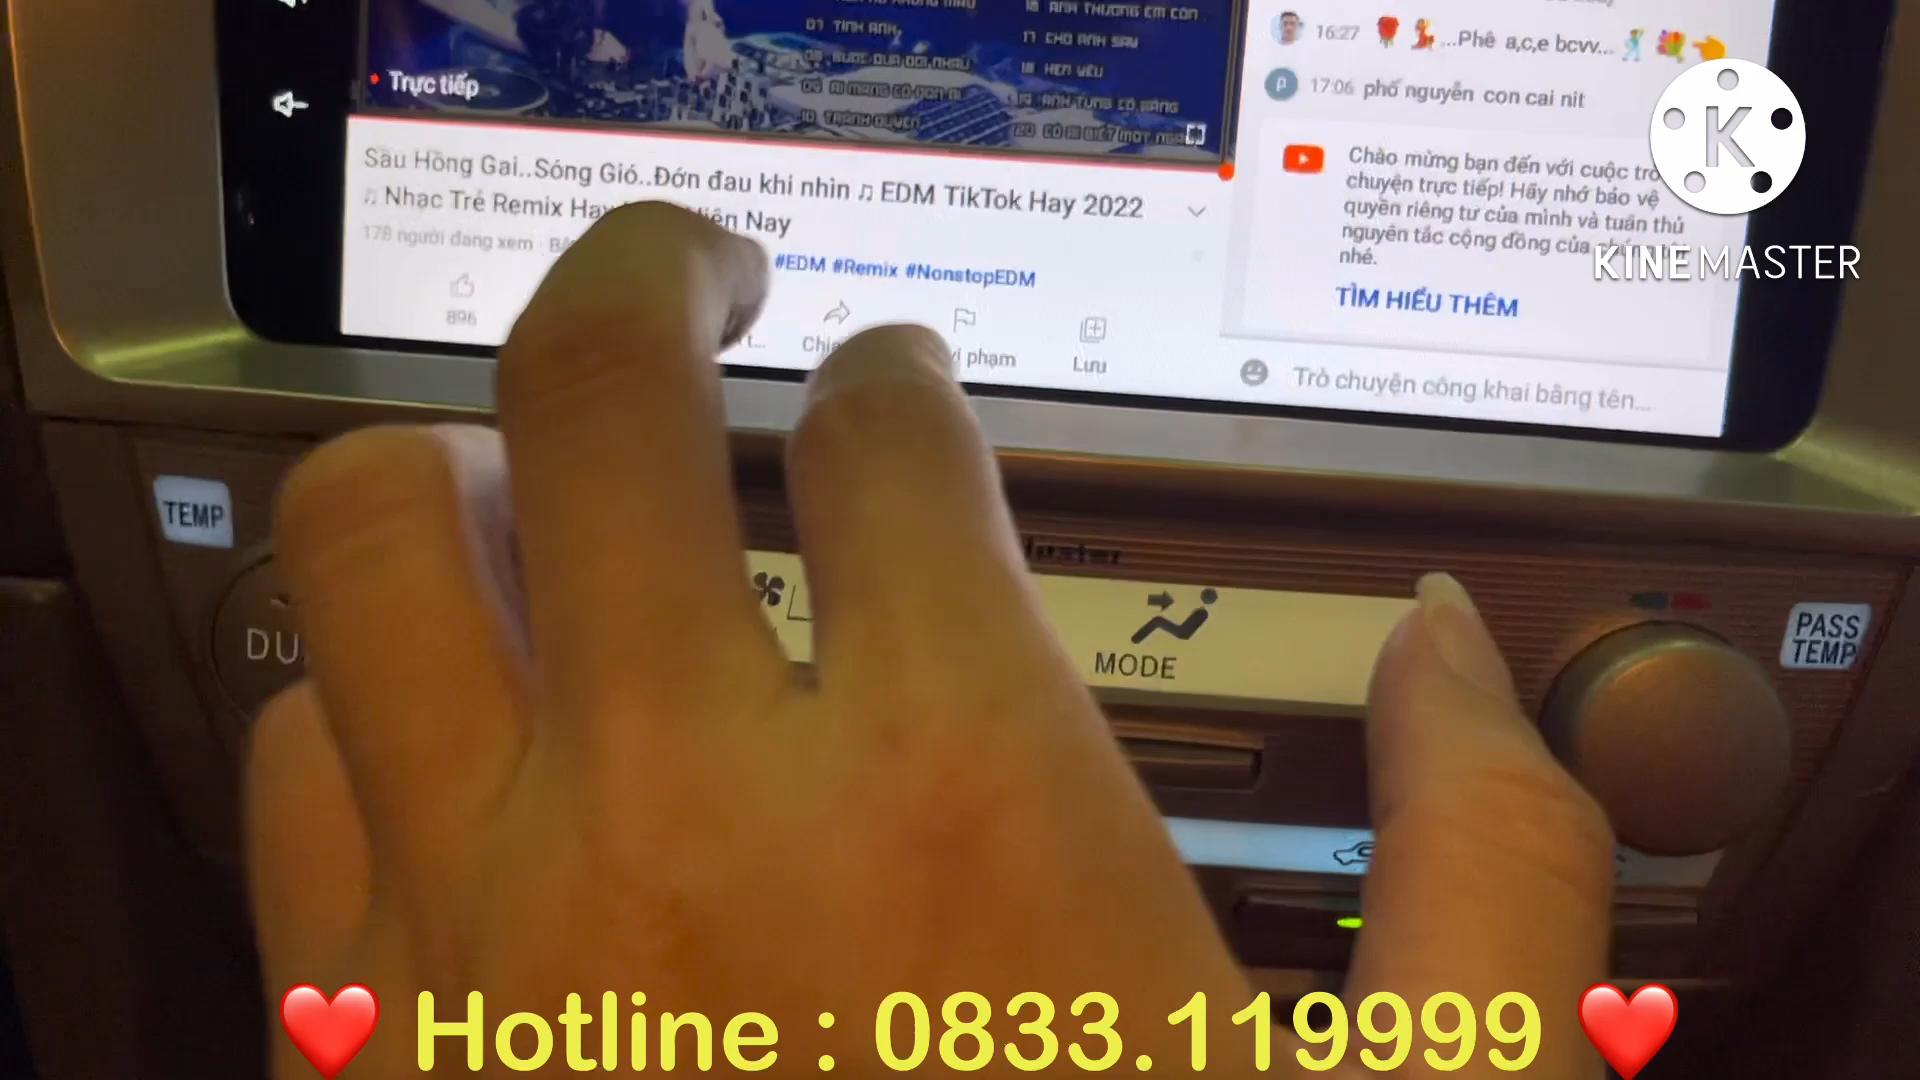 07 TINH ANH
17 CHO ANH SAY
18 HEN YÊU
Trực tiếp
16:27 ...Phê a,c,e bcvv...
17:06 phố nguyễn con cai nit
Sầu Hồng Gai..Sóng Gió..Đớn đau khi nhìn ♫ EDM TikTok Hay 2022
♫ Nhạc Trẻ Remix Hay Nay
178 người đang xem
#EDM #Remix #NonstopEDM
896
vi phạm
Lưu
Chào mừng bạn đến với cuộc trò
chuyện trực tiếp! Hãy nhớ bảo vệ
quyền riêng tư của mình và tuân thủ
nguyên tắc cộng đồng của
nhé.
TÌM HIỂU THÊM
Trò chuyện công khai bằng tên...
K
KINEMASTER
TEMP
MODE
PASS
TEMP
❤️ Hotline : 0833.119999 ❤️